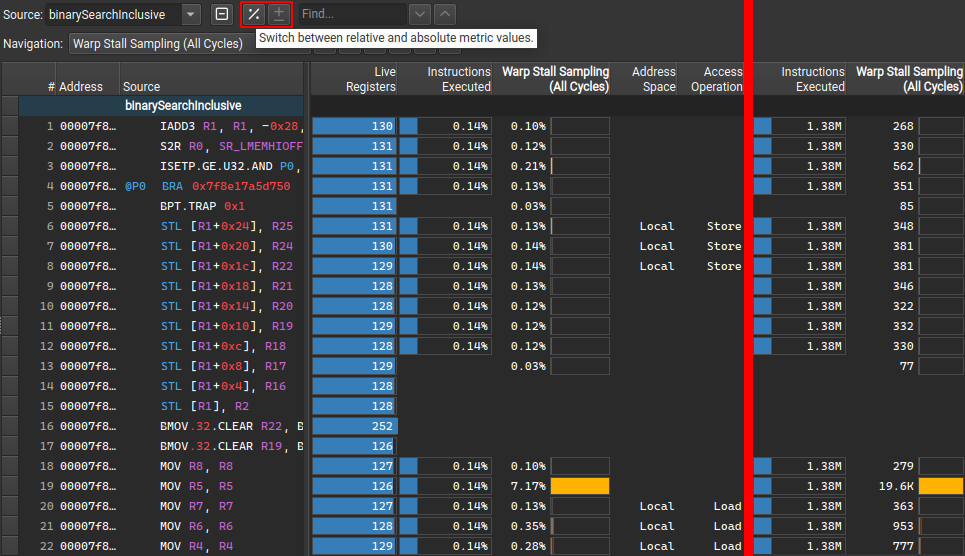 Source: binarySearchInclusive Find...
Navigation: Warp Stall Sampling (All Cycles)
Switch between relative and absolute metric values.
# Address Source Live Registers Instructions Executed Warp Stall Sampling (All Cycles) Address Space Access Operation Instructions Executed Warp Stall Sampling (All Cycles)
binarySearchInclusive
1 00007f8… IADD3 R1, R1, -0x28, 130 0.14% 0.10% 1.38M 268
2 00007f8… S2R R0, SR_LMEMHIOFF 131 0.14% 0.12% 1.38M 330
3 00007f8… ISETP.GE.U32.AND P0, 131 0.14% 0.21% 1.38M 562
4 00007f8… @P0 BRA 0x7f8e17a5d750 131 0.14% 0.13% 1.38M 351
5 00007f8… BPT.TRAP 0x1 131 0.03% 85
6 00007f8… STL [R1+0x24], R25 131 0.14% 0.13% Local Store 1.38M 348
7 00007f8… STL [R1+0x20], R24 130 0.14% 0.14% Local Store 1.38M 381
8 00007f8… STL [R1+0x1c], R22 129 0.14% 0.14% Local Store 1.38M 381
9 00007f8… STL [R1+0x18], R21 128 0.14% 0.13% 1.38M 346
10 00007f8… STL [R1+0x14], R20 128 0.14% 0.12% 1.38M 322
11 00007f8… STL [R1+0x10], R19 129 0.14% 0.12% 1.38M 332
12 00007f8… STL [R1+0xc], R18 128 0.14% 0.12% 1.38M 330
13 00007f8… STL [R1+0x8], R17 129 0.03% 77
14 00007f8… STL [R1+0x4], R16 128
15 00007f8… STL [R1], R2 128
16 00007f8… BMOV.32.CLEAR R22, B 252
17 00007f8… BMOV.32.CLEAR R19, B 126
18 00007f8… MOV R8, R8 127 0.14% 0.10% 1.38M 279
19 00007f8… MOV R5, R5 126 0.14% 7.17% 1.38M 19.6K
20 00007f8… MOV R7, R7 127 0.14% 0.13% Local Load 1.38M 363
21 00007f8… MOV R6, R6 128 0.14% 0.35% Local Load 1.38M 953
22 00007f8… MOV R4, R4 129 0.14% 0.28% Local Load 1.38M 777